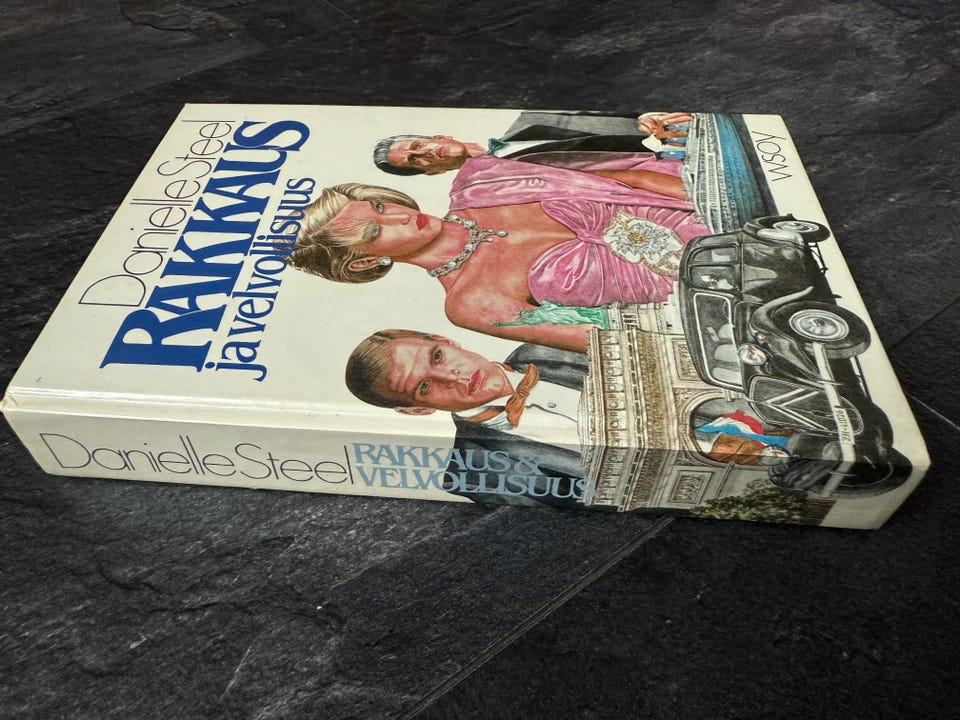 Danielle Steel
RAKKAUS
ja velvollisuus
WSOY
Danielle Steel
RAKKAUS &
VELVOLLISUUS